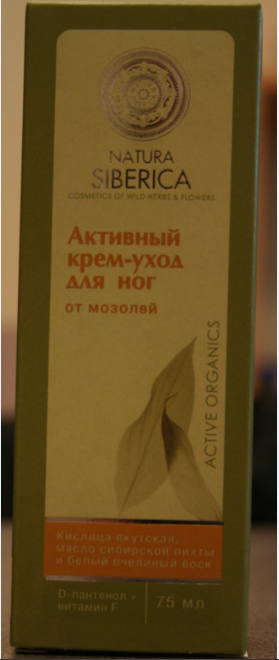 NATURA
SIBERICA
COSMETICS OF WILD HERBS & FLOWERS
Активный
крем-уход
для ног
от мозолей
ACTIVE ORGANICS
Кислица якутская,
масло сибирской пихты
и белый пчелиный воск
D-пантенол +
витамин F
75 мл